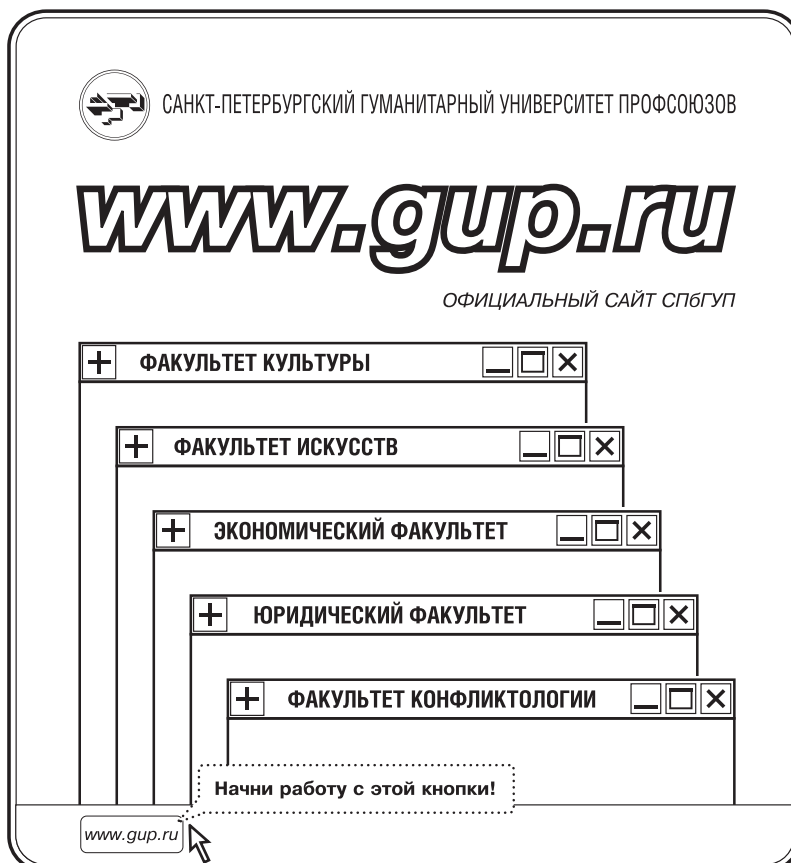 САНКТ-ПЕТЕРБУРГСКИЙ ГУМАНИТАРНЫЙ УНИВЕРСИТЕТ ПРОФСОЮЗОВ
www.gup.ru
ОФИЦИАЛЬНЫЙ САЙТ СПбГУП
ФАКУЛЬТЕТ КУЛЬТУРЫ
ФАКУЛЬТЕТ ИСКУССТВ
ЭКОНОМИЧЕСКИЙ ФАКУЛЬТЕТ
ЮРИДИЧЕСКИЙ ФАКУЛЬТЕТ
ФАКУЛЬТЕТ КОНФЛИКТОЛОГИИ
Начни работу с этой кнопки!
www.gup.ru